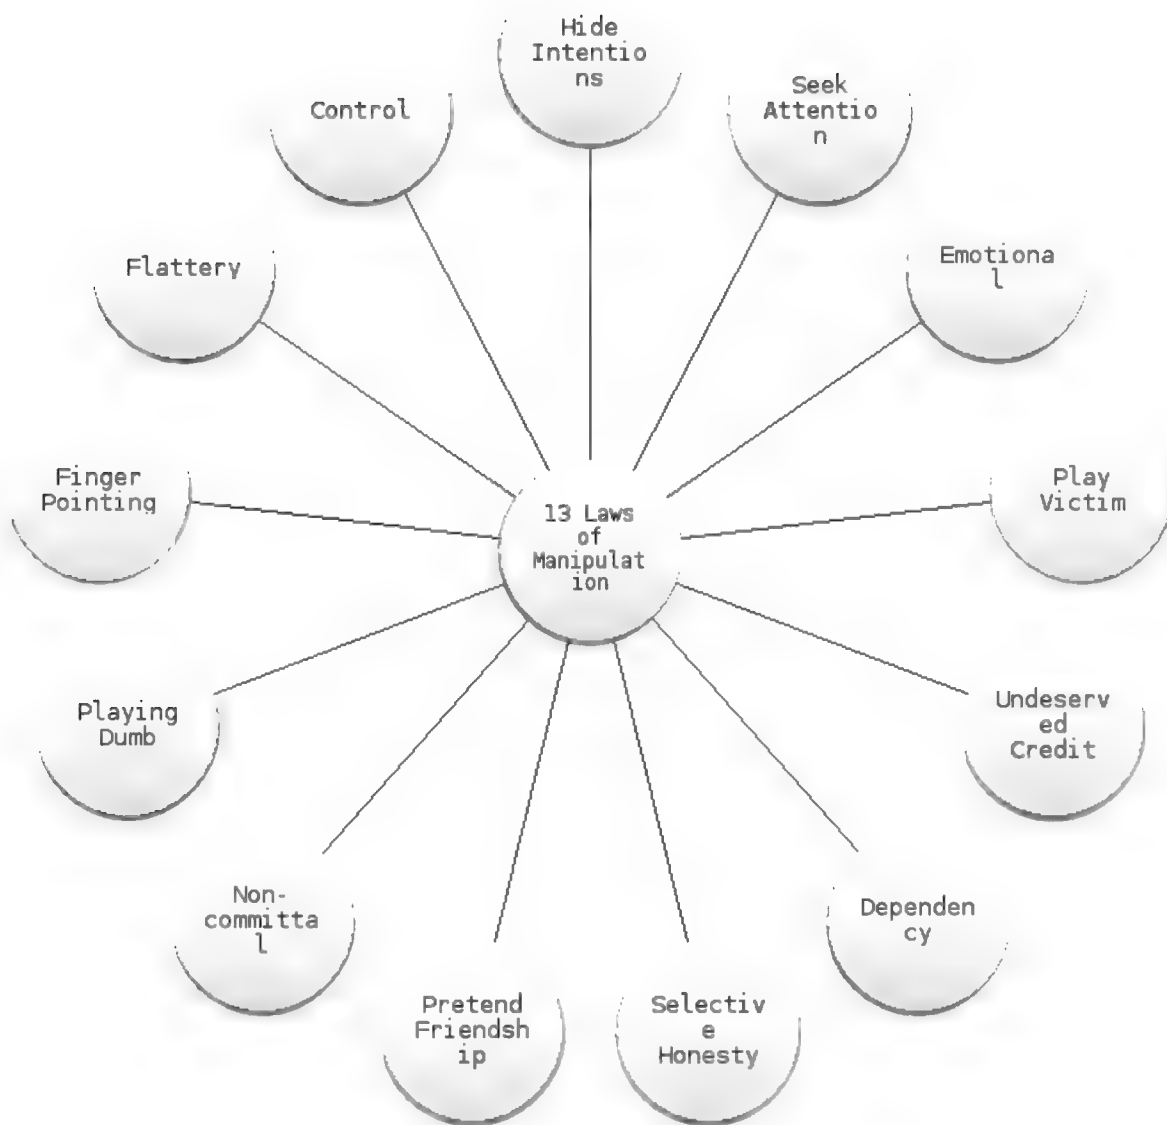 Hide
Intentio
ns
Seek
Attentio
n
Emotiona
l
Play
Victim
Undeserv
ed
Credit
Dependen
cy
Selectiv
e
Honesty
Pretend
Friendsh
ip
Non-
committa
l
Playing
Dumb
Finger
Pointing
Flattery
Control
13 Laws
of
Manipulat
ion